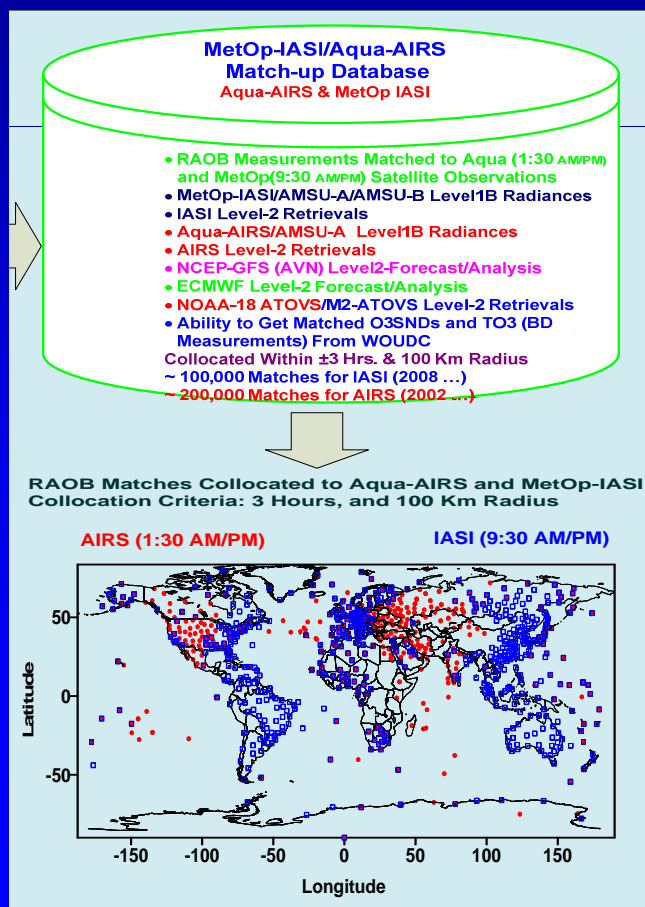 MetOp-IASI/Aqua-AIRS
Match-up Database
Aqua-AIRS & MetOp IASI
• RAOB Measurements Matched to Aqua (1:30 AM/PM)
and MetOp(9:30 AM/PM) Satellite Observations
• MetOp-IASI/AMSU-A/AMSU-B Level1B Radiances
• IASI Level-2 Retrievals
• Aqua-AIRS/AMSU-A Level1B Radiances
• AIRS Level-2 Retrievals
• NCEP-GFS (AVN) Level2-Forecast/Analysis
• ECMWF Level-2 Forecast/Analysis
• NOAA-18 ATOVS/M2-ATOVS Level-2 Retrievals
• Ability to Get Matched O3SNDs and TO3 (BD
Measurements) From WOUDC
Collocated Within ±3 Hrs. & 100 Km Radius
~ 100,000 Matches for IASI (2008 ...)
~ 200,000 Matches for AIRS (2002 ...)
RAOB Matches Collocated to Aqua-AIRS and MetOp-IASI
Collocation Criteria: 3 Hours, and 100 Km Radius
AIRS (1:30 AM/PM) IASI (9:30 AM/PM)
50
0
-50
Latitude
-150 -100 -50 0 50 100 150
Longitude